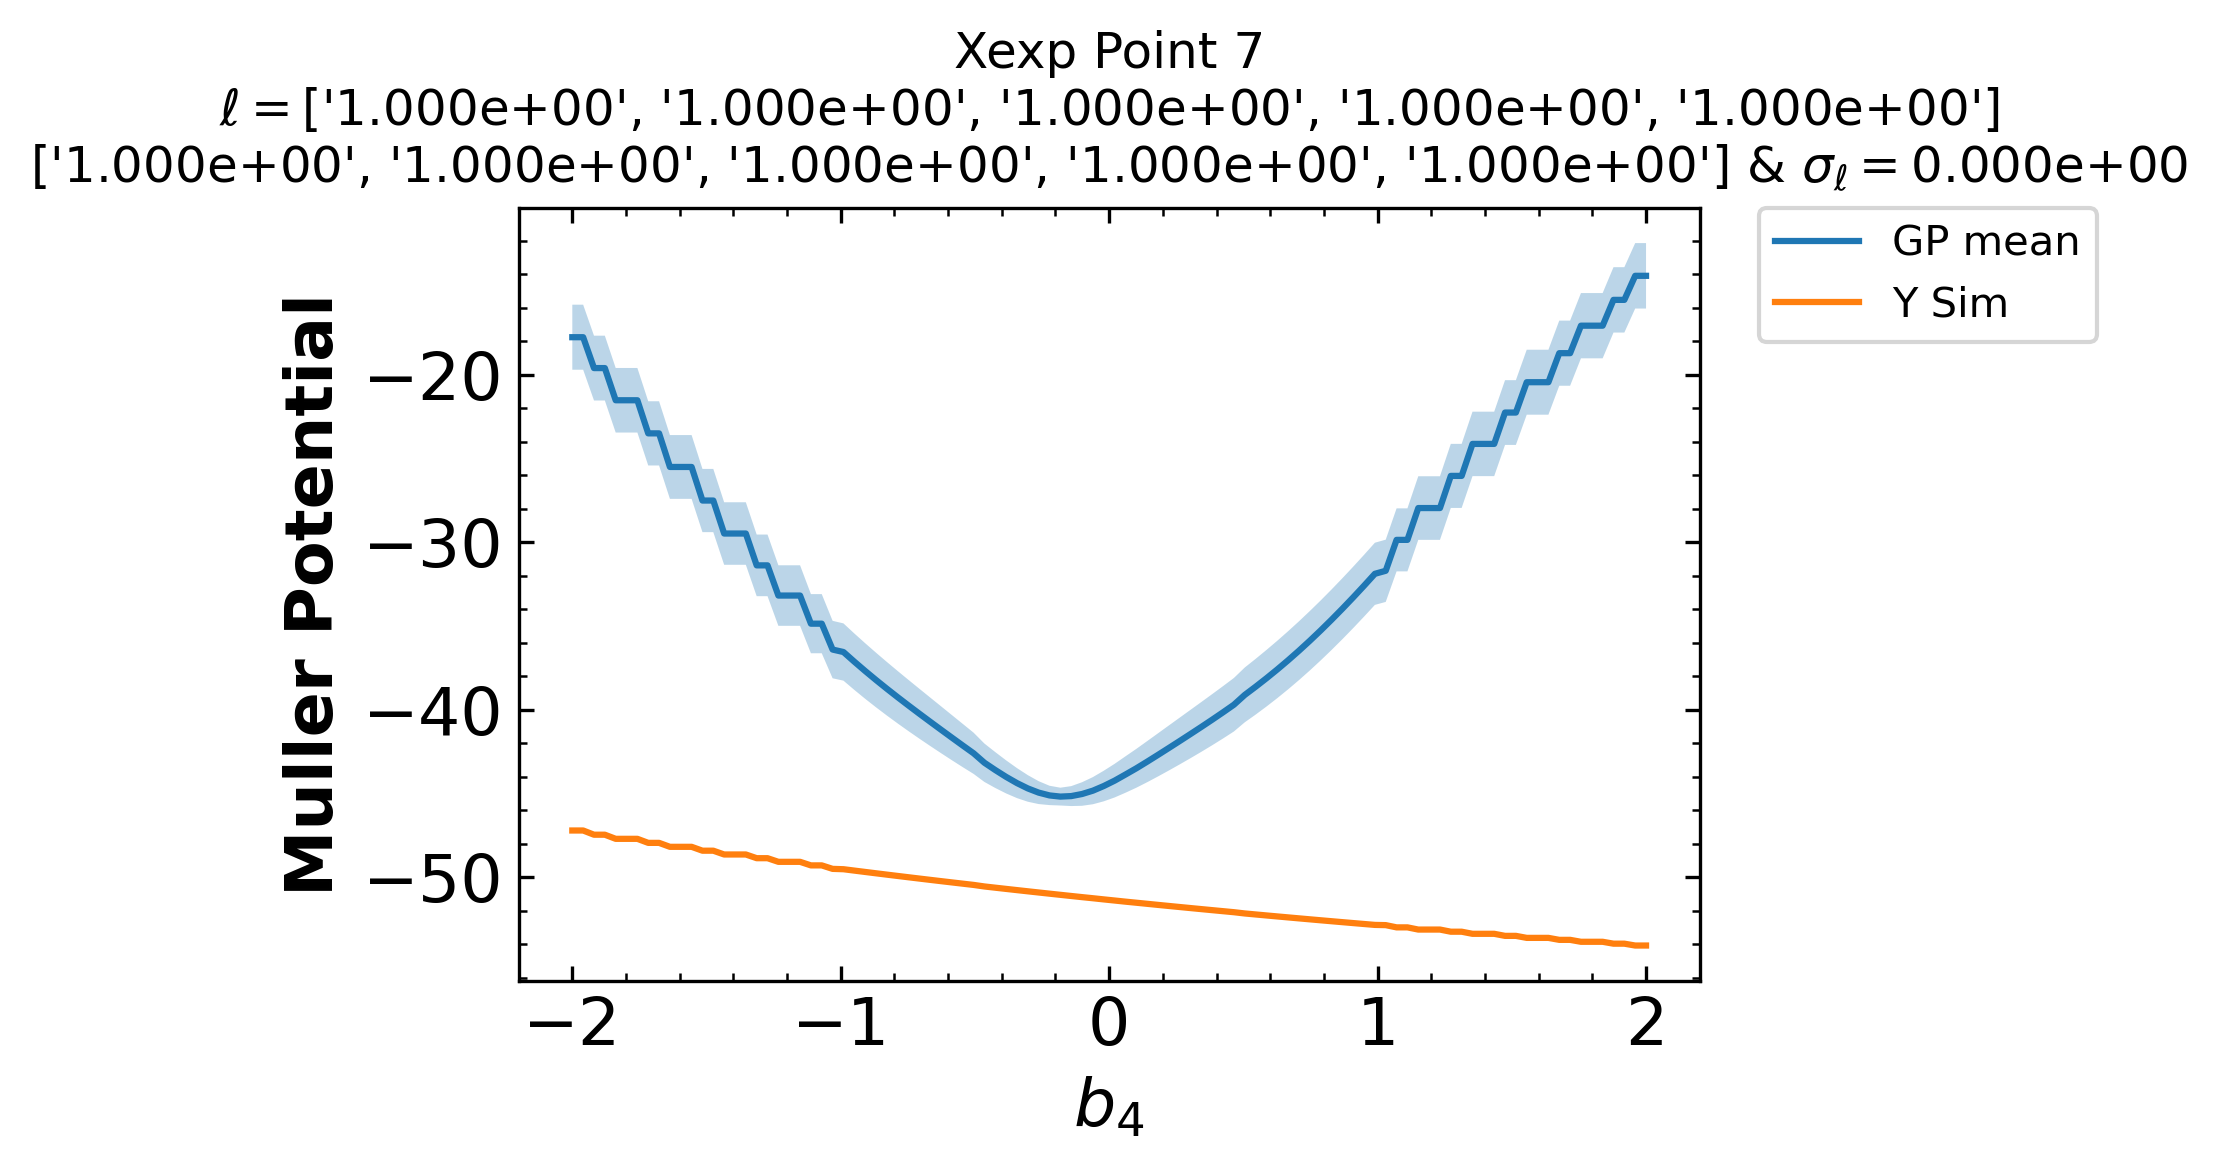 Xexp Point 7
ℓ = ['1.000e+00', '1.000e+00', '1.000e+00', '1.000e+00', '1.000e+00']
['1.000e+00', '1.000e+00', '1.000e+00', '1.000e+00', '1.000e+00'] & σℓ = 0.000e+00
GP mean
Y Sim
Muller Potential
−20
−30
−40
−50
−2 −1 0 1 2
b4